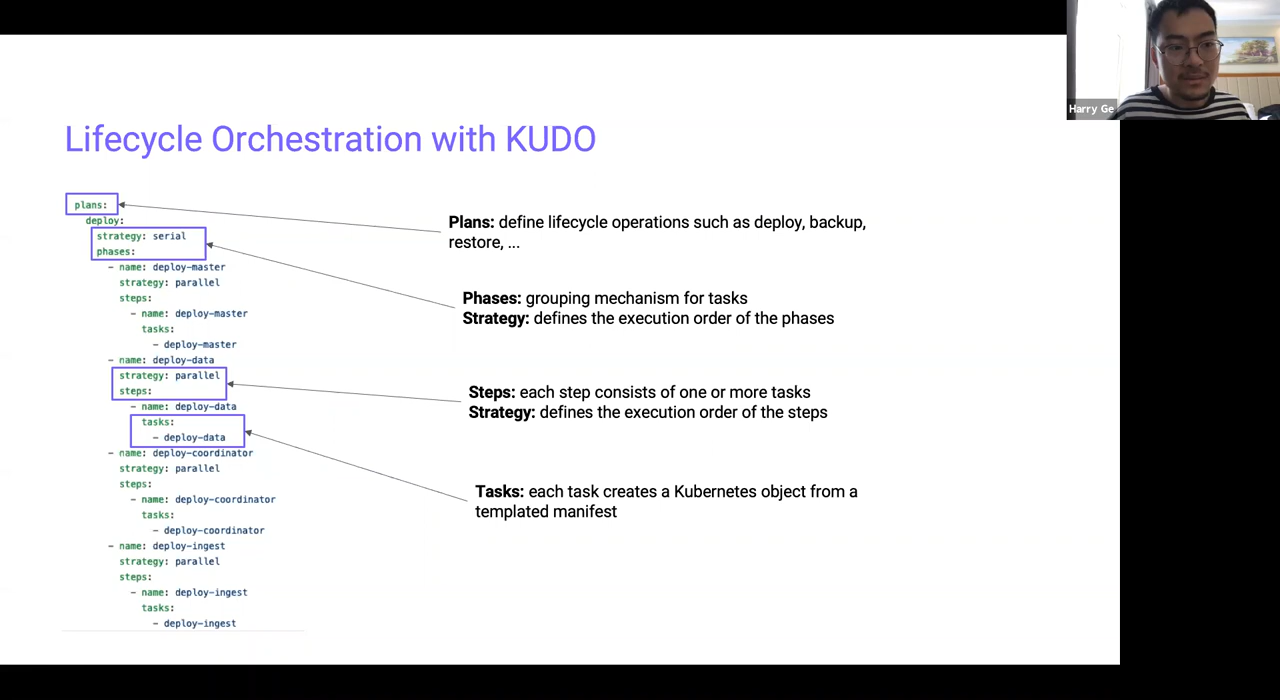 Harry Ge
Lifecycle Orchestration with KUDO
plans:
deploy:
strategy: serial
phases:
- name: deploy-master
strategy: parallel
steps:
- name: deploy-master
tasks:
- deploy-master
- name: deploy-data
strategy: parallel
steps:
- name: deploy-data
tasks:
- deploy-data
- name: deploy-coordinator
strategy: parallel
steps:
- name: deploy-coordinator
tasks:
- deploy-coordinator
- name: deploy-ingest
strategy: parallel
steps:
- name: deploy-ingest
tasks:
- deploy-ingest
Plans: define lifecycle operations such as deploy, backup,
restore, ...
Phases: grouping mechanism for tasks
Strategy: defines the execution order of the phases
Steps: each step consists of one or more tasks
Strategy: defines the execution order of the steps
Tasks: each task creates a Kubernetes object from a
templated manifest